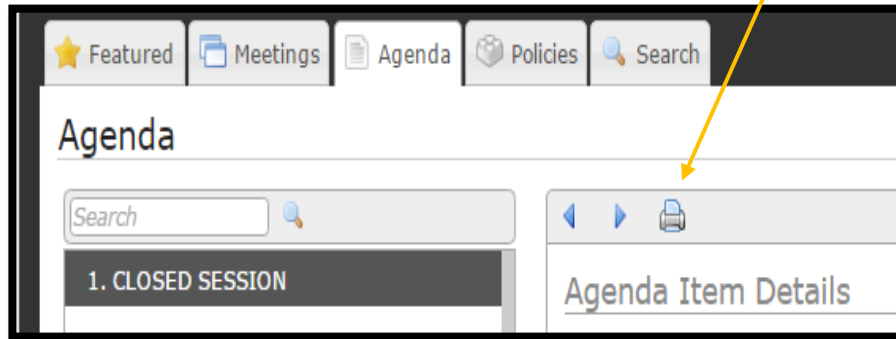 Featured Meetings Agenda Policies Search
Agenda
Search
1. CLOSED SESSION
Agenda Item Details